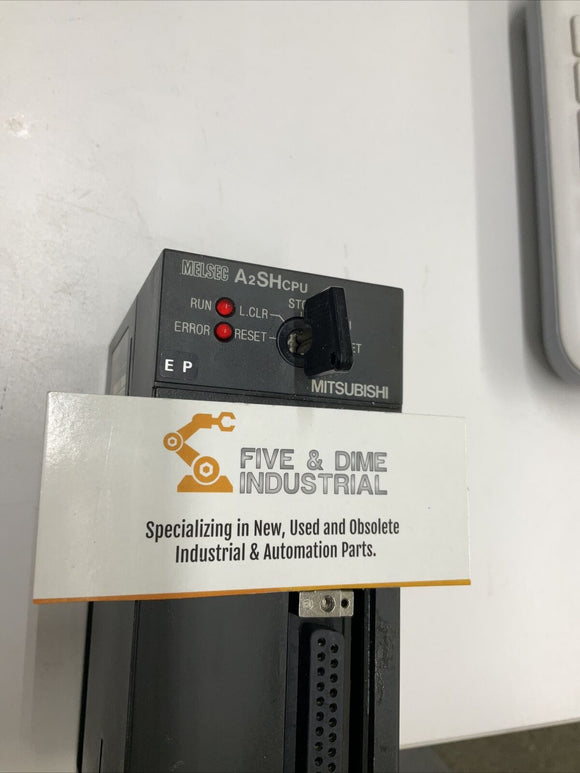 MELSEC A2SHCPU
RUN L.CLR
ERROR RESET
E P
MITSUBISHI
FIVE & DIME
INDUSTRIAL
Specializing in New, Used and Obsolete
Industrial & Automation Parts.